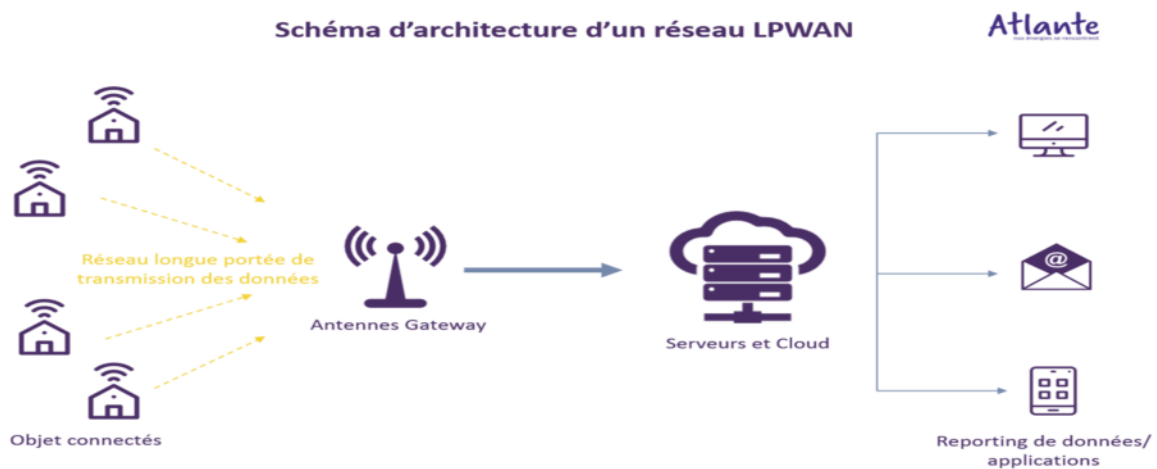 Schéma d'architecture d'un réseau LPWAN
Atlante
Réseau longue portée de
transmission des données
Antennes Gateway
Serveurs et Cloud
@
Objet connectés
Reporting de données/
applications